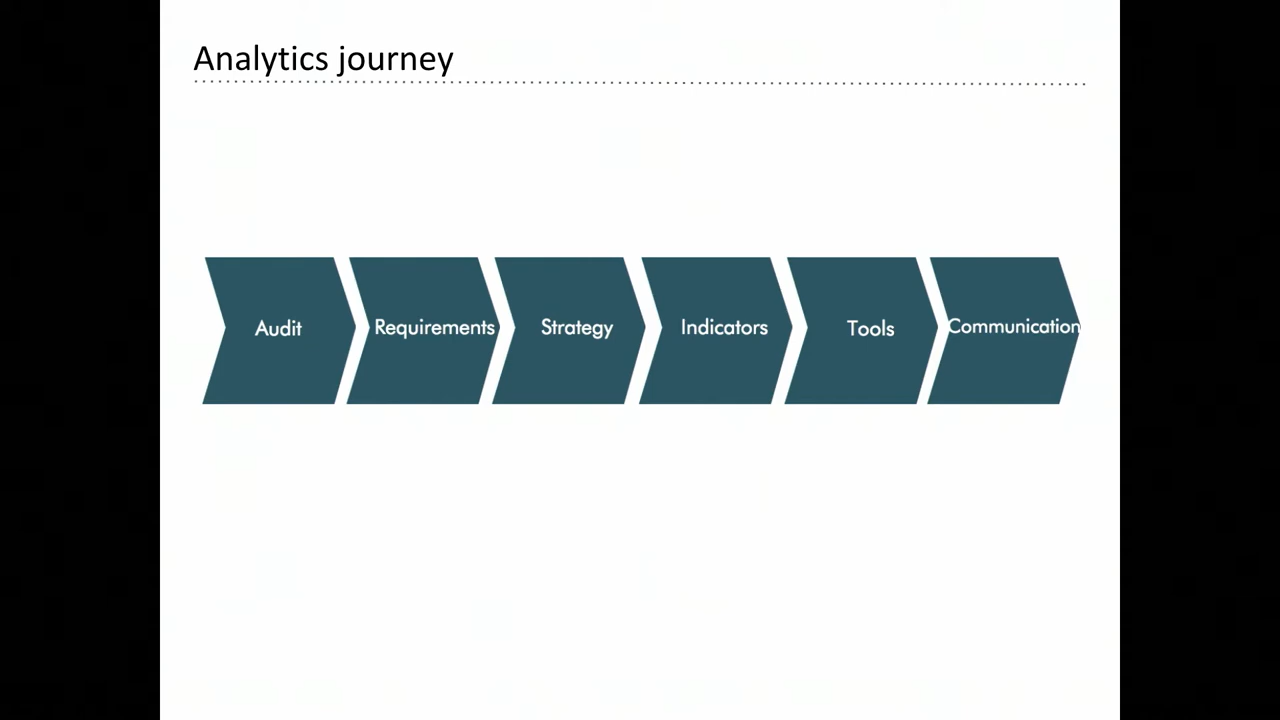 Analytics journey
Audit
Requirements
Strategy
Indicators
Tools
Communication